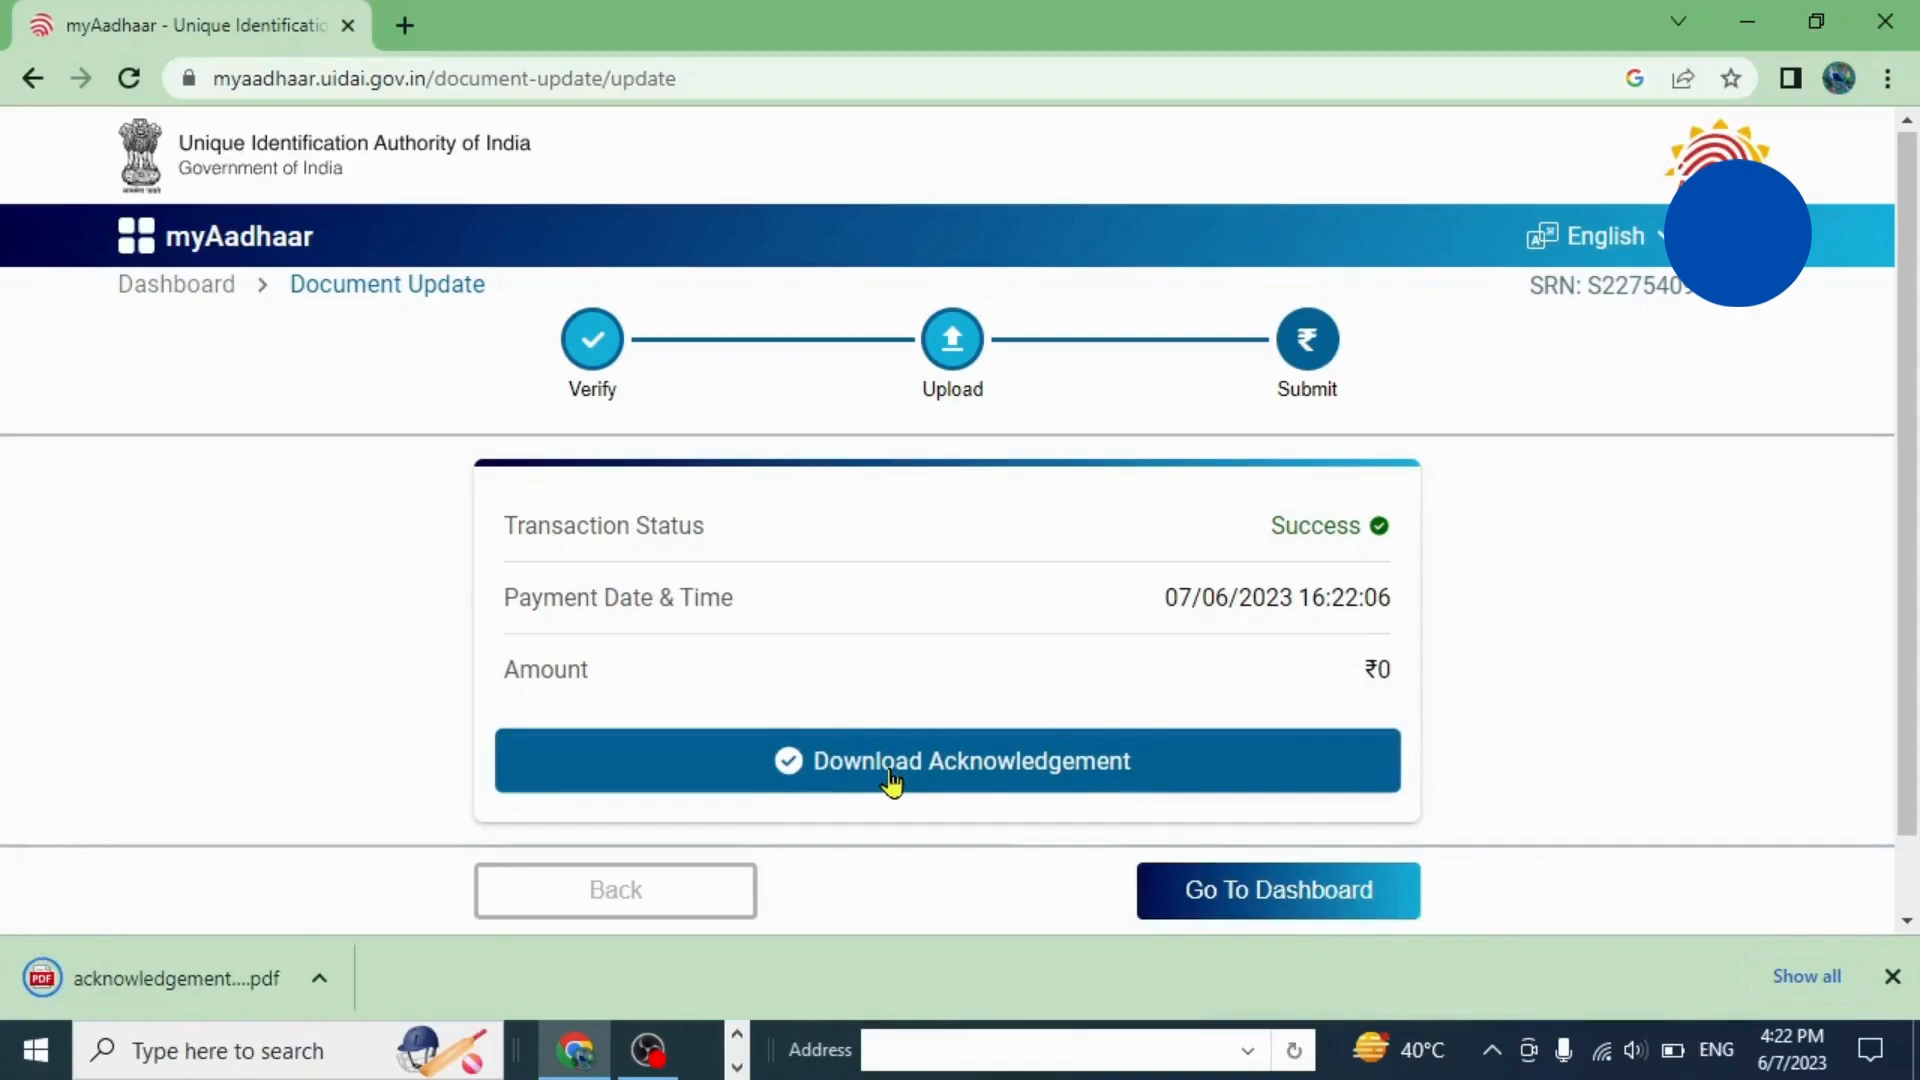 myAadhaar - Unique Identificatio
myaadhaar.uidai.gov.in/document-update/update
Unique Identification Authority of India
Government of India
myAadhaar
English
Dashboard > Document Update
SRN: S227540
Verify
Upload
Submit
Transaction Status Success
Payment Date & Time 07/06/2023 16:22:06
Amount ₹0
Download Acknowledgement
Back
Go To Dashboard
PDF acknowledgement....pdf
Show all
Type here to search
Address
40°C
ENG
4:22 PM
6/7/2023